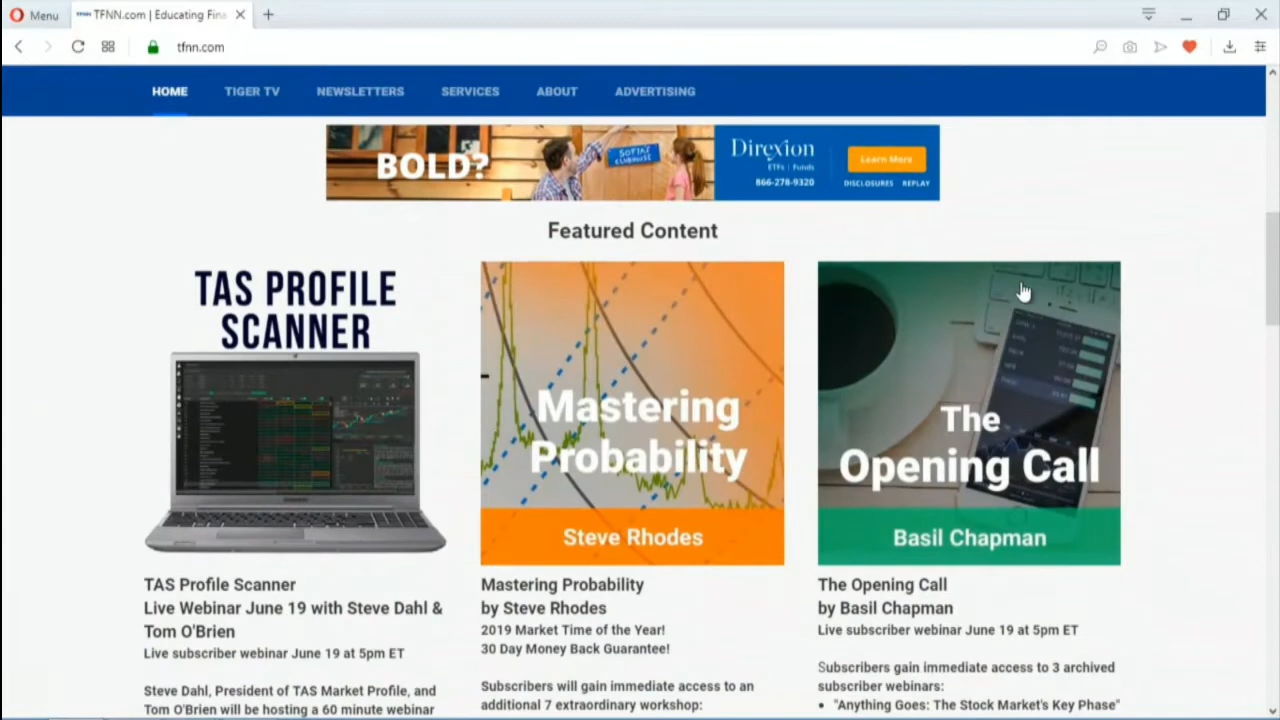 Menu
TFNN.com | Educating Fina
tfnn.com
HOME TIGER TV NEWSLETTERS SERVICES ABOUT ADVERTISING
BOLD?
Direxion
ETFs | Funds
866-278-9320
Learn More
DISCLOSURES REPLAY
Featured Content
TAS PROFILE
SCANNER
TAS Profile Scanner
Live Webinar June 19 with Steve Dahl &
Tom O'Brien
Live subscriber webinar June 19 at 5pm ET
Steve Dahl, President of TAS Market Profile, and
Tom O'Brien will be hosting a 60 minute webinar
Mastering
Probability
Steve Rhodes
Mastering Probability
by Steve Rhodes
2019 Market Time of the Year!
30 Day Money Back Guarantee!
Subscribers will gain immediate access to an
additional 7 extraordinary workshop:
The
Opening Call
Basil Chapman
The Opening Call
by Basil Chapman
Live subscriber webinar June 19 at 5pm ET
Subscribers gain immediate access to 3 archived
subscriber webinars:
• "Anything Goes: The Stock Market's Key Phase"